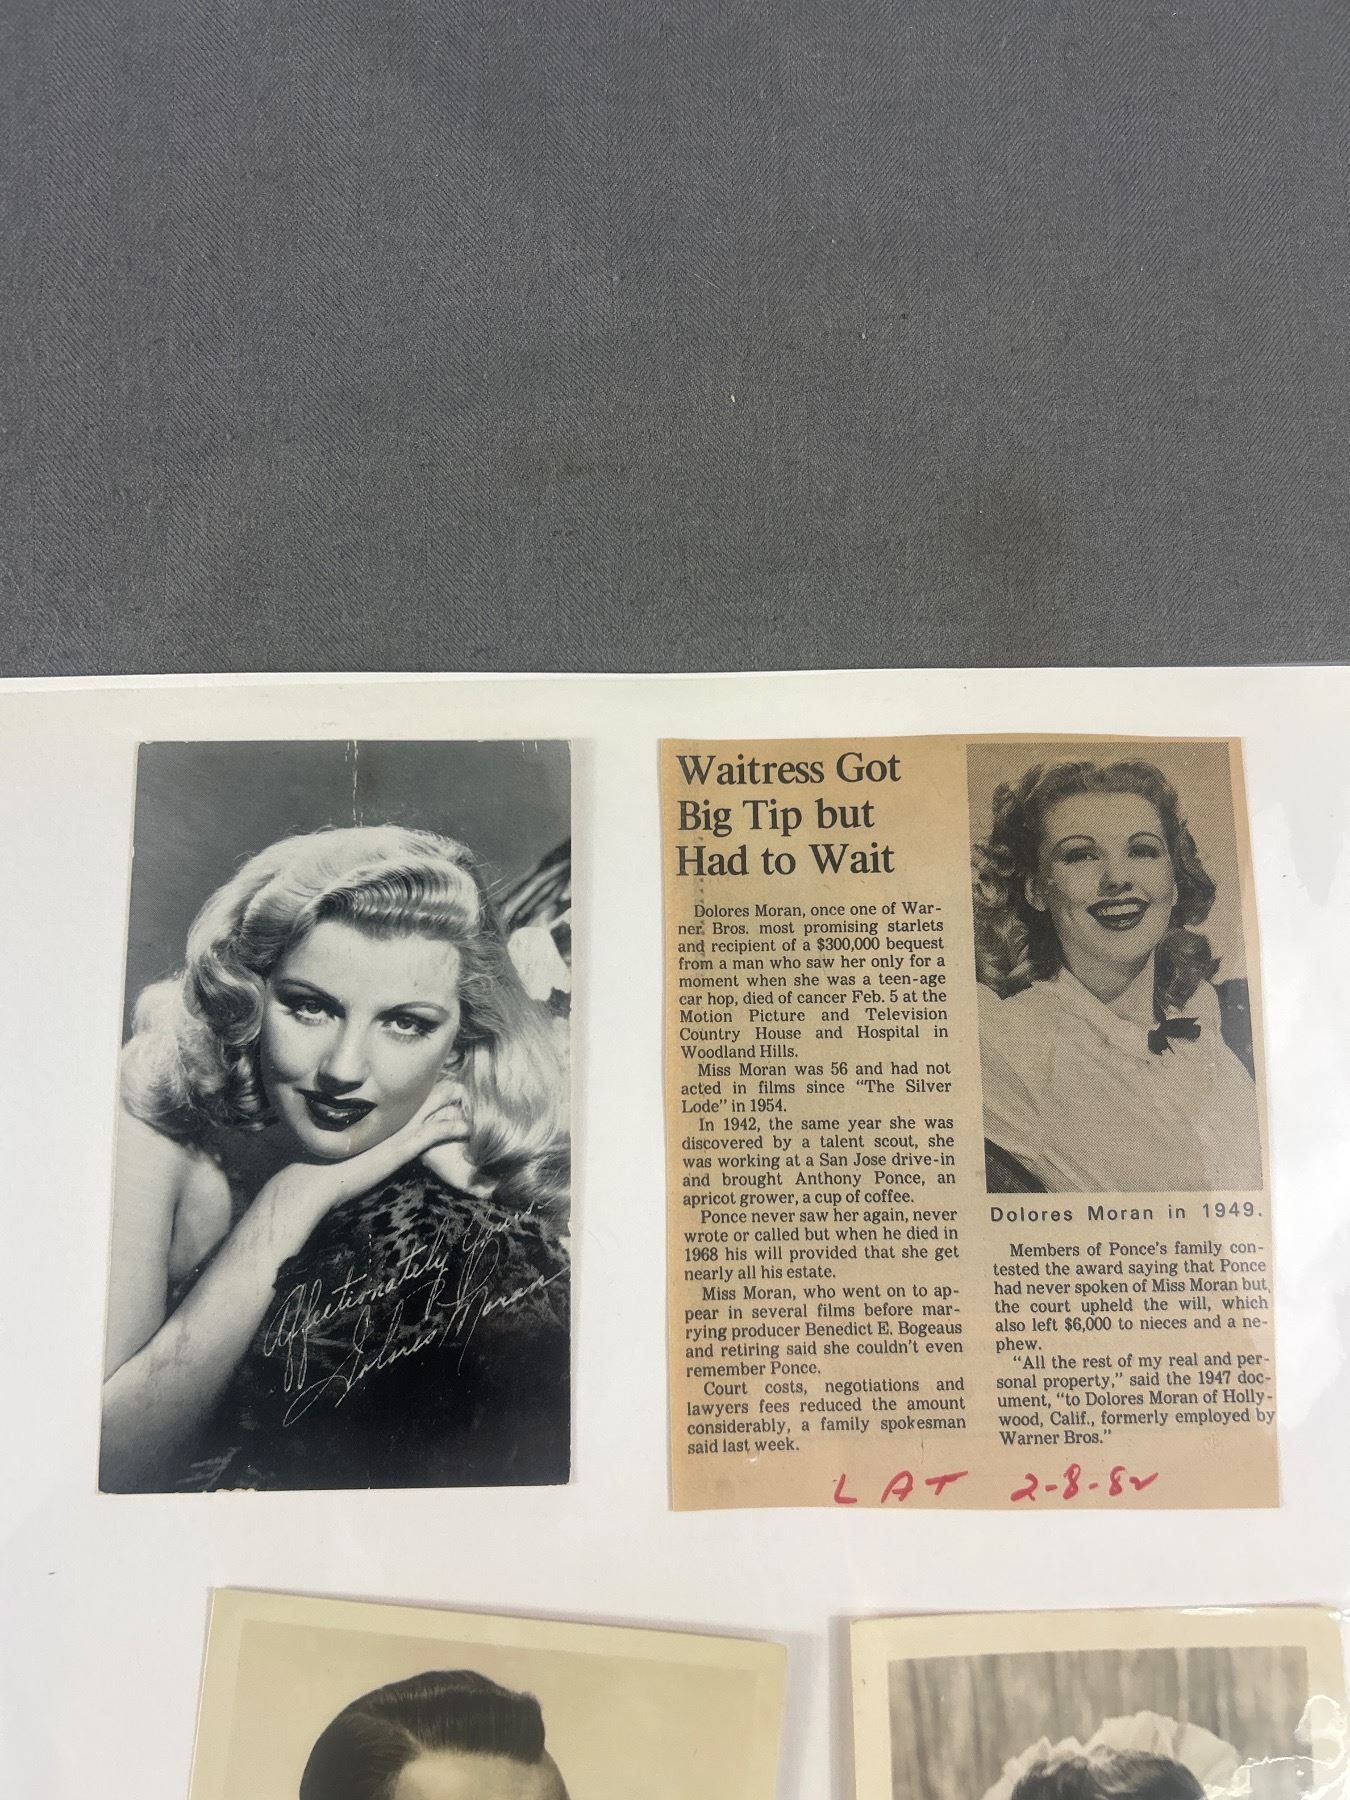 Affectionately Yours
Dolores Moran
Waitress Got
Big Tip but
Had to Wait
Dolores Moran, once one of War-
ner Bros. most promising starlets
and recipient of a $300,000 bequest
from a man who saw her only for a
moment when she was a teen-age
car hop, died of cancer Feb. 5 at the
Motion Picture and Television
Country House and Hospital in
Woodland Hills.
Miss Moran was 56 and had not
acted in films since "The Silver
Lode" in 1954.
In 1942, the same year she was
discovered by a talent scout, she
was working at a San Jose drive-in
and brought Anthony Ponce, an
apricot grower, a cup of coffee.
Ponce never saw her again, never
wrote or called but when he died in
1968 his will provided that she get
nearly all his estate.
Miss Moran, who went on to ap-
pear in several films before mar-
rying producer Benedict E. Bogeaus
and retiring said she couldn't even
remember Ponce.
Court costs, negotiations and
lawyers fees reduced the amount
considerably, a family spokesman
said last week.
Dolores Moran in 1949.
Members of Ponce's family con-
tested the award saying that Ponce
had never spoken of Miss Moran but
the court upheld the will, which
also left $6,000 to nieces and a ne-
phew.
"All the rest of my real and per-
sonal property," said the 1947 doc-
ument, "to Dolores Moran of Holly-
wood, Calif., formerly employed by
Warner Bros."
LAT 2-8-82